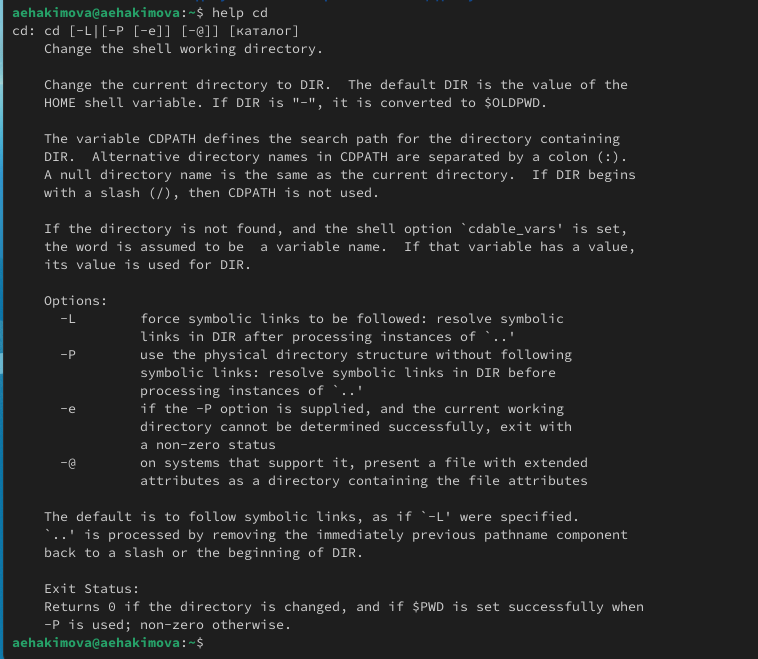 aehakimova@aehakimova:~$ help cd
cd: cd [-L|[-P [-e]] [-@]] [каталог]
    Change the shell working directory.

    Change the current directory to DIR.  The default DIR is the value of the
    HOME shell variable. If DIR is "-", it is converted to $OLDPWD.

    The variable CDPATH defines the search path for the directory containing
    DIR.  Alternative directory names in CDPATH are separated by a colon (:).
    A null directory name is the same as the current directory.  If DIR begins
    with a slash (/), then CDPATH is not used.

    If the directory is not found, and the shell option `cdable_vars' is set,
    the word is assumed to be  a variable name.  If that variable has a value,
    its value is used for DIR.

    Options:
      -L        force symbolic links to be followed: resolve symbolic
                links in DIR after processing instances of `..'
      -P        use the physical directory structure without following
                symbolic links: resolve symbolic links in DIR before
                processing instances of `..'
      -e        if the -P option is supplied, and the current working
                directory cannot be determined successfully, exit with
                a non-zero status
      -@        on systems that support it, present a file with extended
                attributes as a directory containing the file attributes

    The default is to follow symbolic links, as if `-L' were specified.
    `..' is processed by removing the immediately previous pathname component
    back to a slash or the beginning of DIR.

    Exit Status:
    Returns 0 if the directory is changed, and if $PWD is set successfully when
    -P is used; non-zero otherwise.
aehakimova@aehakimova:~$